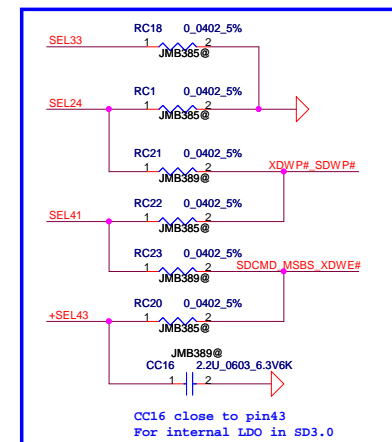 RC18 0_0402_5%
SEL33 1 2
JMB385@
RC1 0_0402_5%
SEL24 1 2
JMB385@
RC21 0_0402_5%
1 2 XDWP#_SDWP#
JMB389@
RC22 0_0402_5%
SEL41 1 2
JMB385@
RC23 0_0402_5%
1 2 SDCMD_MSBS_XDWE#
JMB389@
RC20 0_0402_5%
+SEL43 1 2
JMB385@
JMB389@
CC16 2.2U_0603_6.3V6K
1 2
CC16 close to pin43
For internal LDO in SD3.0